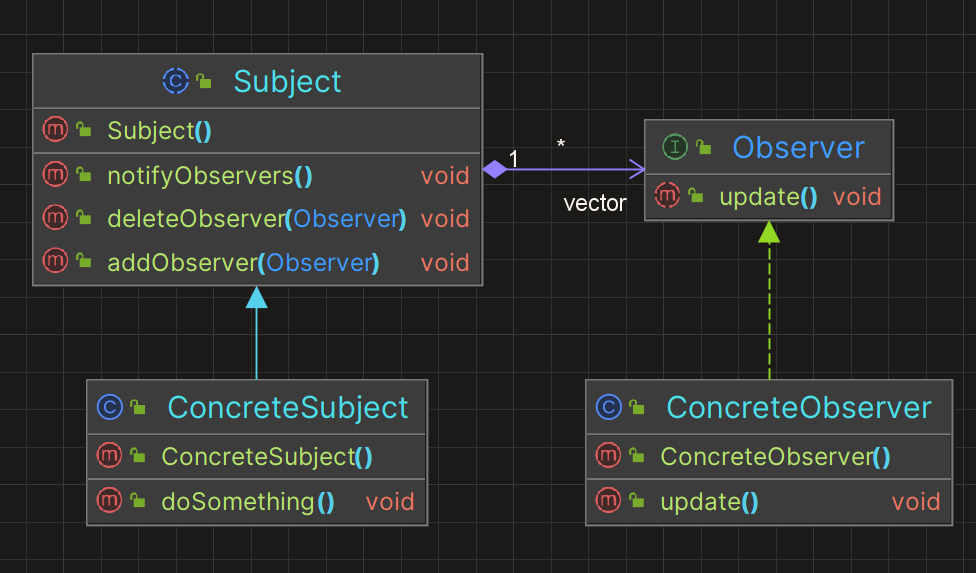 Subject
Subject()
notifyObservers() void
deleteObserver(Observer) void
addObserver(Observer) void
1 *
vector
Observer
update() void
ConcreteSubject
ConcreteSubject()
doSomething() void
ConcreteObserver
ConcreteObserver()
update() void